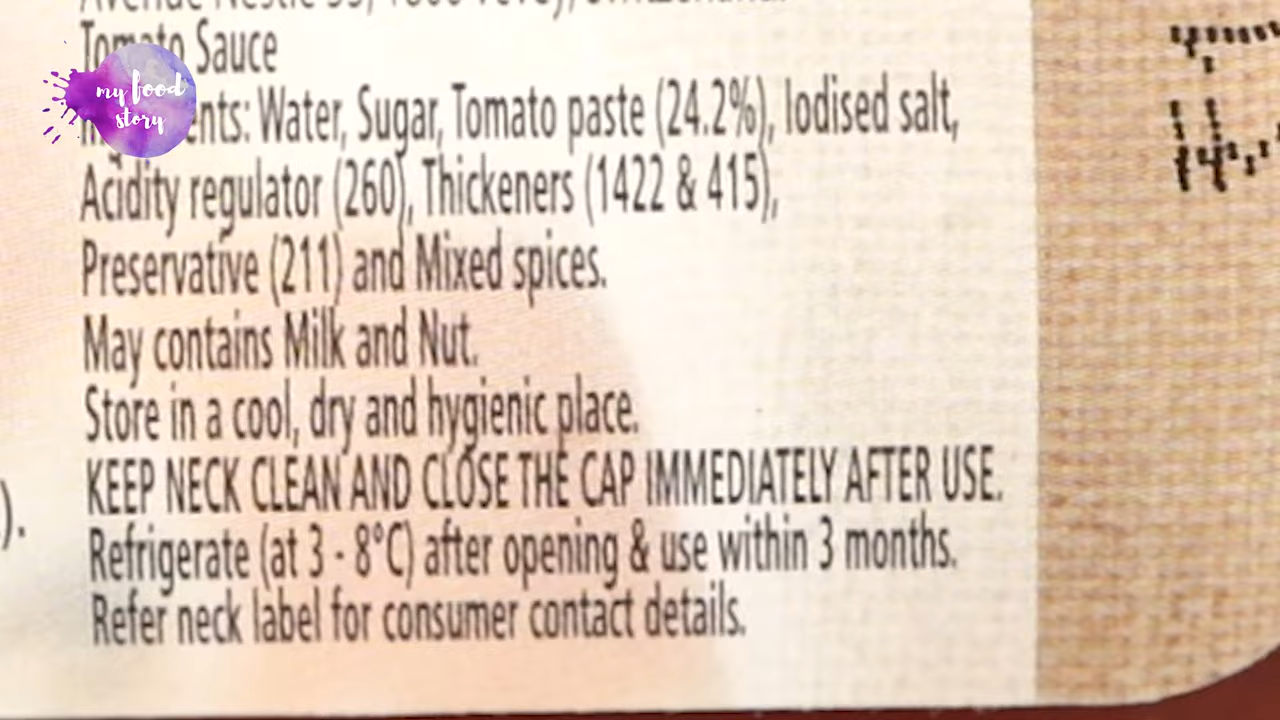 Tomato Sauce
my food
story
Water, Sugar, Tomato paste (24.2%), Iodised salt,
Acidity regulator (260), Thickeners (1422 & 415),
Preservative (211) and Mixed spices.
May contains Milk and Nut.
Store in a cool, dry and hygienic place.
KEEP NECK CLEAN AND CLOSE THE CAP IMMEDIATELY AFTER USE.
Refrigerate (at 3 - 8°C) after opening & use within 3 months.
Refer neck label for consumer contact details.